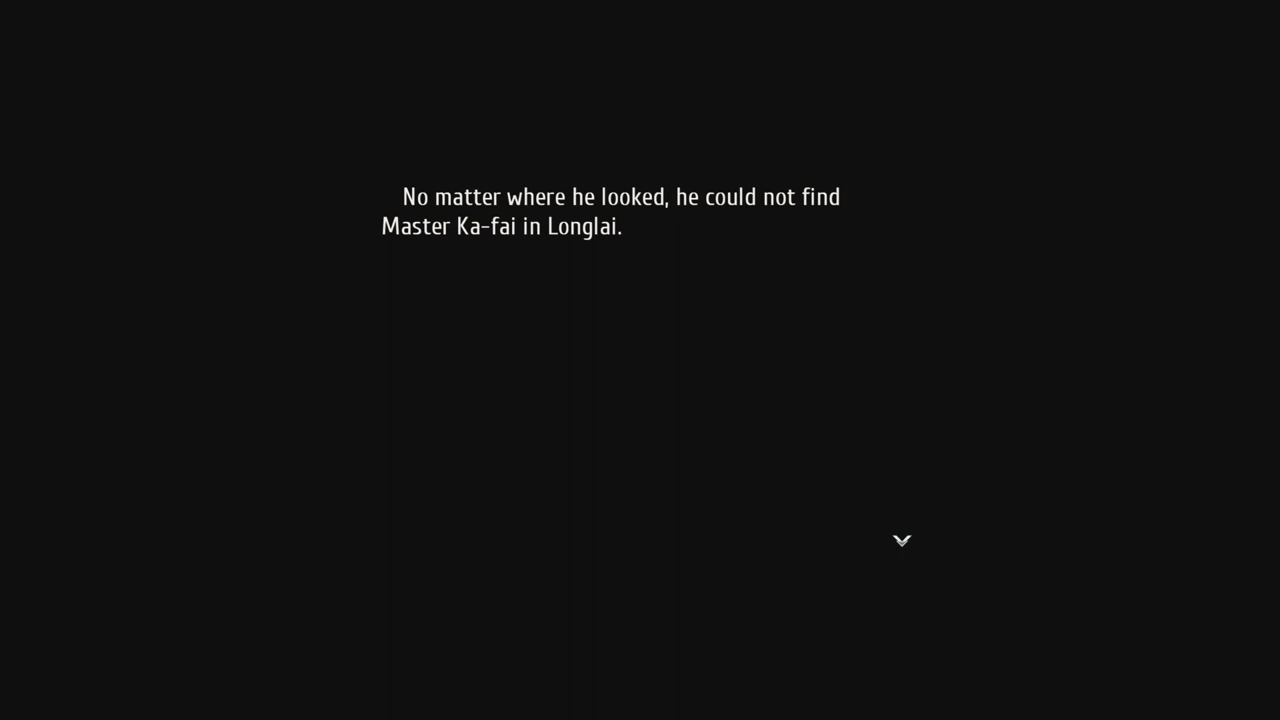 No matter where he looked, he could not find
Master Ka-fai in Longlai.